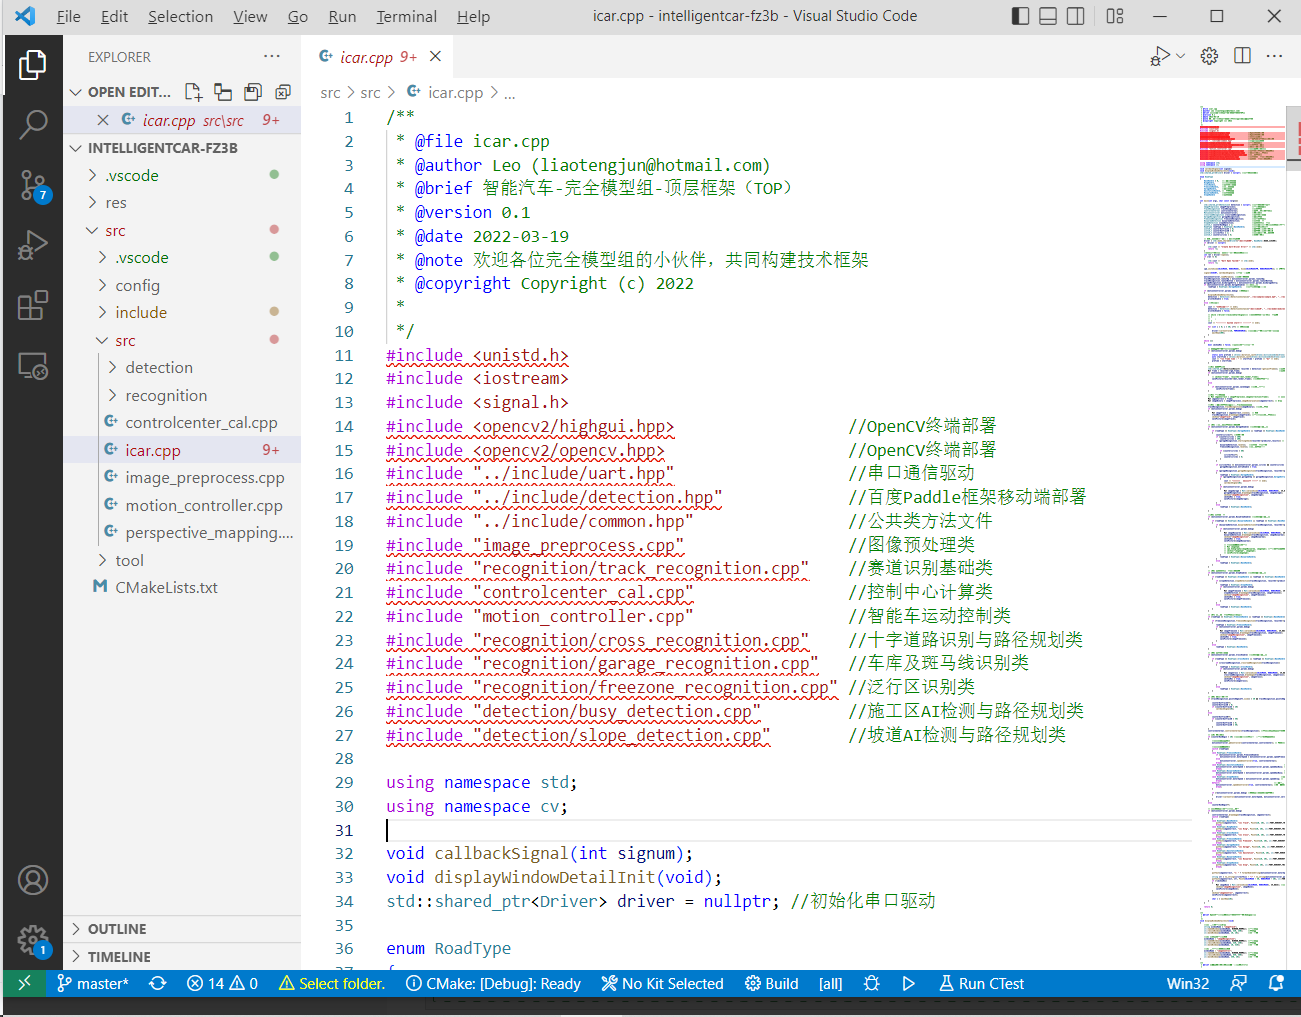 File Edit Selection View Go Run Terminal Help
icar.cpp - intelligentcar-fz3b - Visual Studio Code
EXPLORER
OPEN EDIT...
icar.cpp src\src 9+
INTELLIGENTCAR-FZ3B
.vscode
res
src
.vscode
config
include
src
detection
recognition
controlcenter_cal.cpp
icar.cpp 9+
image_preprocess.cpp
motion_controller.cpp
perspective_mapping....
tool
CMakeLists.txt
OUTLINE
TIMELINE
7
1
icar.cpp 9+
src > src > icar.cpp > ...
1 /**
2 * @file icar.cpp
3 * @author Leo (liaotengjun@hotmail.com)
4 * @brief 智能汽车-完全模型组-顶层框架（TOP）
5 * @version 0.1
6 * @date 2022-03-19
7 * @note 欢迎各位完全模型组的小伙伴，共同构建技术框架
8 * @copyright Copyright (c) 2022
9 *
10 */
11 #include <unistd.h>
12 #include <iostream>
13 #include <signal.h>
14 #include <opencv2/highgui.hpp> //OpenCV终端部署
15 #include <opencv2/opencv.hpp> //OpenCV终端部署
16 #include "../include/uart.hpp" //串口通信驱动
17 #include "../include/detection.hpp" //百度Paddle框架移动端部署
18 #include "../include/common.hpp" //公共类方法文件
19 #include "image_preprocess.cpp" //图像预处理类
20 #include "recognition/track_recognition.cpp" //赛道识别基础类
21 #include "controlcenter_cal.cpp" //控制中心计算类
22 #include "motion_controller.cpp" //智能车运动控制类
23 #include "recognition/cross_recognition.cpp" //十字道路识别与路径规划类
24 #include "recognition/garage_recognition.cpp" //车库及斑马线识别类
25 #include "recognition/freezone_recognition.cpp" //泛行区识别类
26 #include "detection/busy_detection.cpp" //施工区AI检测与路径规划类
27 #include "detection/slope_detection.cpp" //坡道AI检测与路径规划类
28
29 using namespace std;
30 using namespace cv;
31
32 void callbackSignal(int signum);
33 void displayWindowDetailInit(void);
34 std::shared_ptr<Driver> driver = nullptr; //初始化串口驱动
35
36 enum RoadType
37 {
master* 14 0 Select folder. CMake: [Debug]: Ready No Kit Selected Build [all] Run CTest Win32